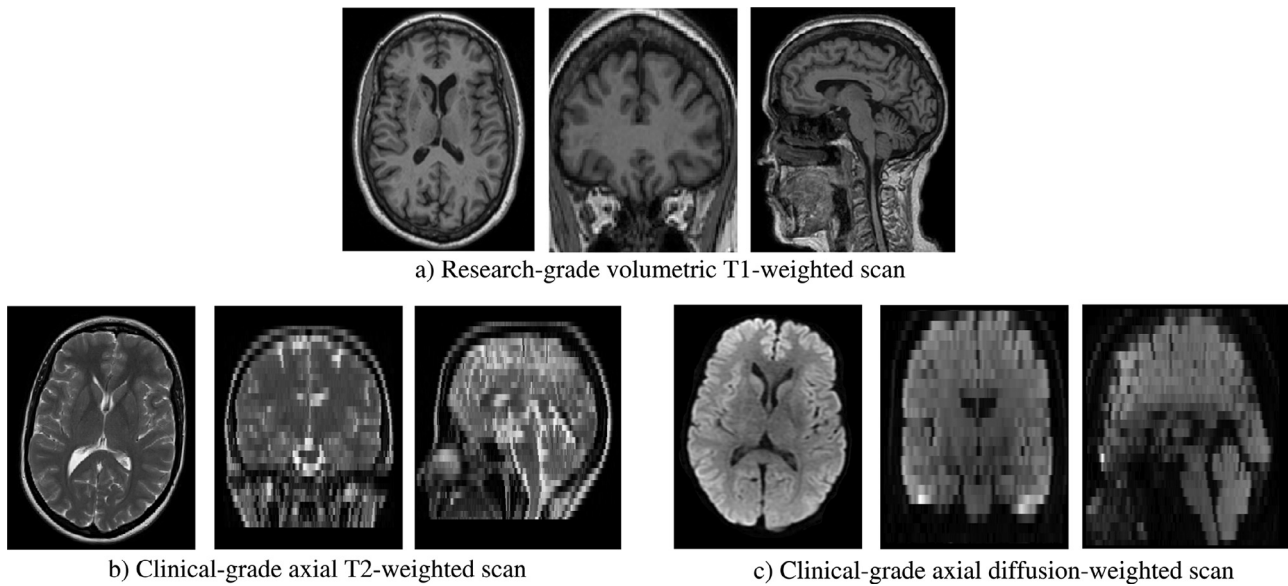 a) Research-grade volumetric T1-weighted scan
b) Clinical-grade axial T2-weighted scan
c) Clinical-grade axial diffusion-weighted scan